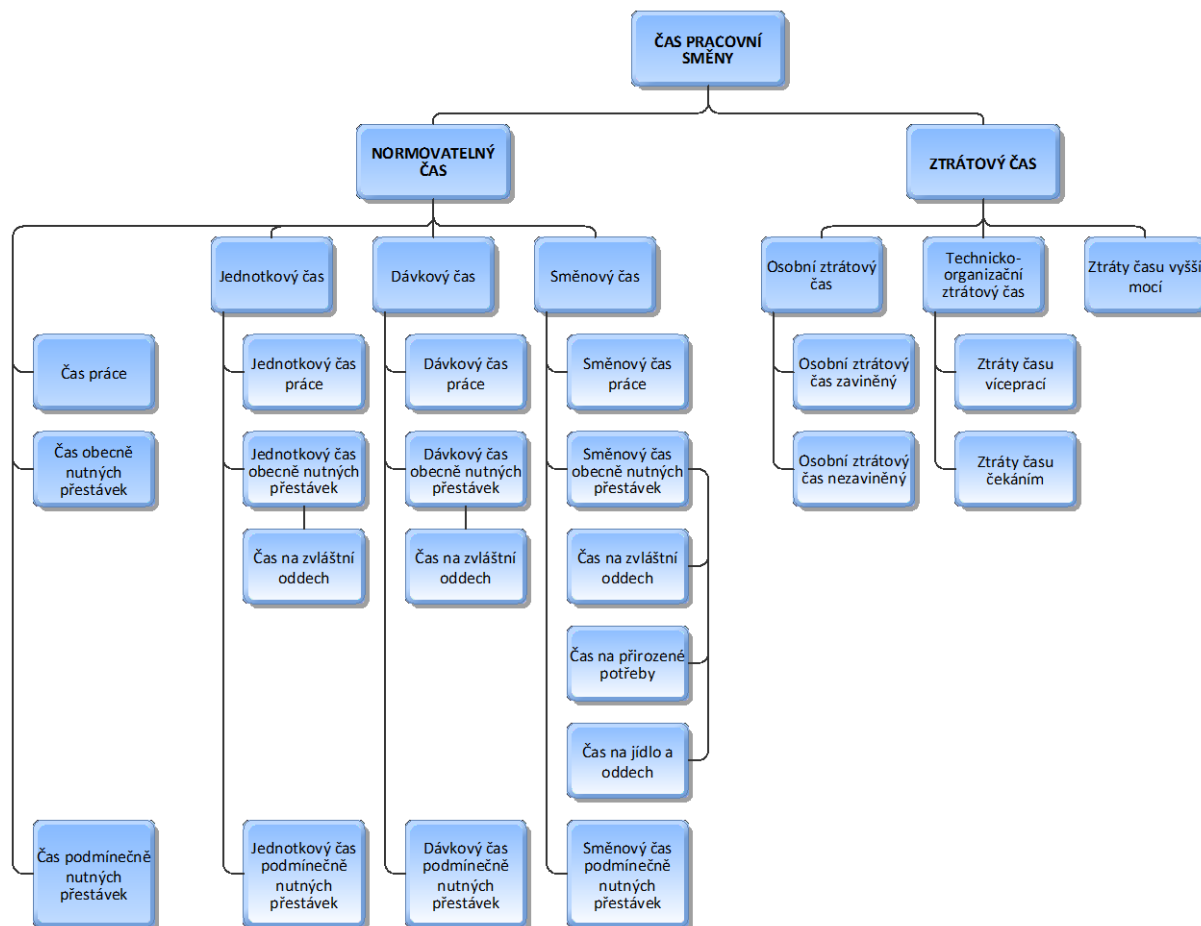 ČAS PRACOVNÍ
SMĚNY
NORMOVATELNÝ
ČAS
ZTRÁTOVÝ ČAS
Jednotkový čas
Dávkový čas
Směnový čas
Osobní ztrátový
čas
Technicko-
organizační
ztrátový čas
Ztráty času vyšší
mocí
Čas práce
Jednotkový čas
práce
Dávkový čas
práce
Směnový čas
práce
Osobní ztrátový
čas zaviněný
Ztráty času
víceprací
Čas obecně
nutných
přestávek
Jednotkový čas
obecně nutných
přestávek
Dávkový čas
obecně nutných
přestávek
Směnový čas
obecně nutných
přestávek
Osobní ztrátový
čas nezaviněný
Ztráty času
čekáním
Čas na zvláštní
oddech
Čas na zvláštní
oddech
Čas na zvláštní
oddech
Čas na přirozené
potřeby
Čas na jídlo a
oddech
Čas podmínečně
nutných
přestávek
Jednotkový čas
podmínečně
nutných
přestávek
Dávkový čas
podmínečně
nutných
přestávek
Směnový čas
podmínečně
nutných
přestávek